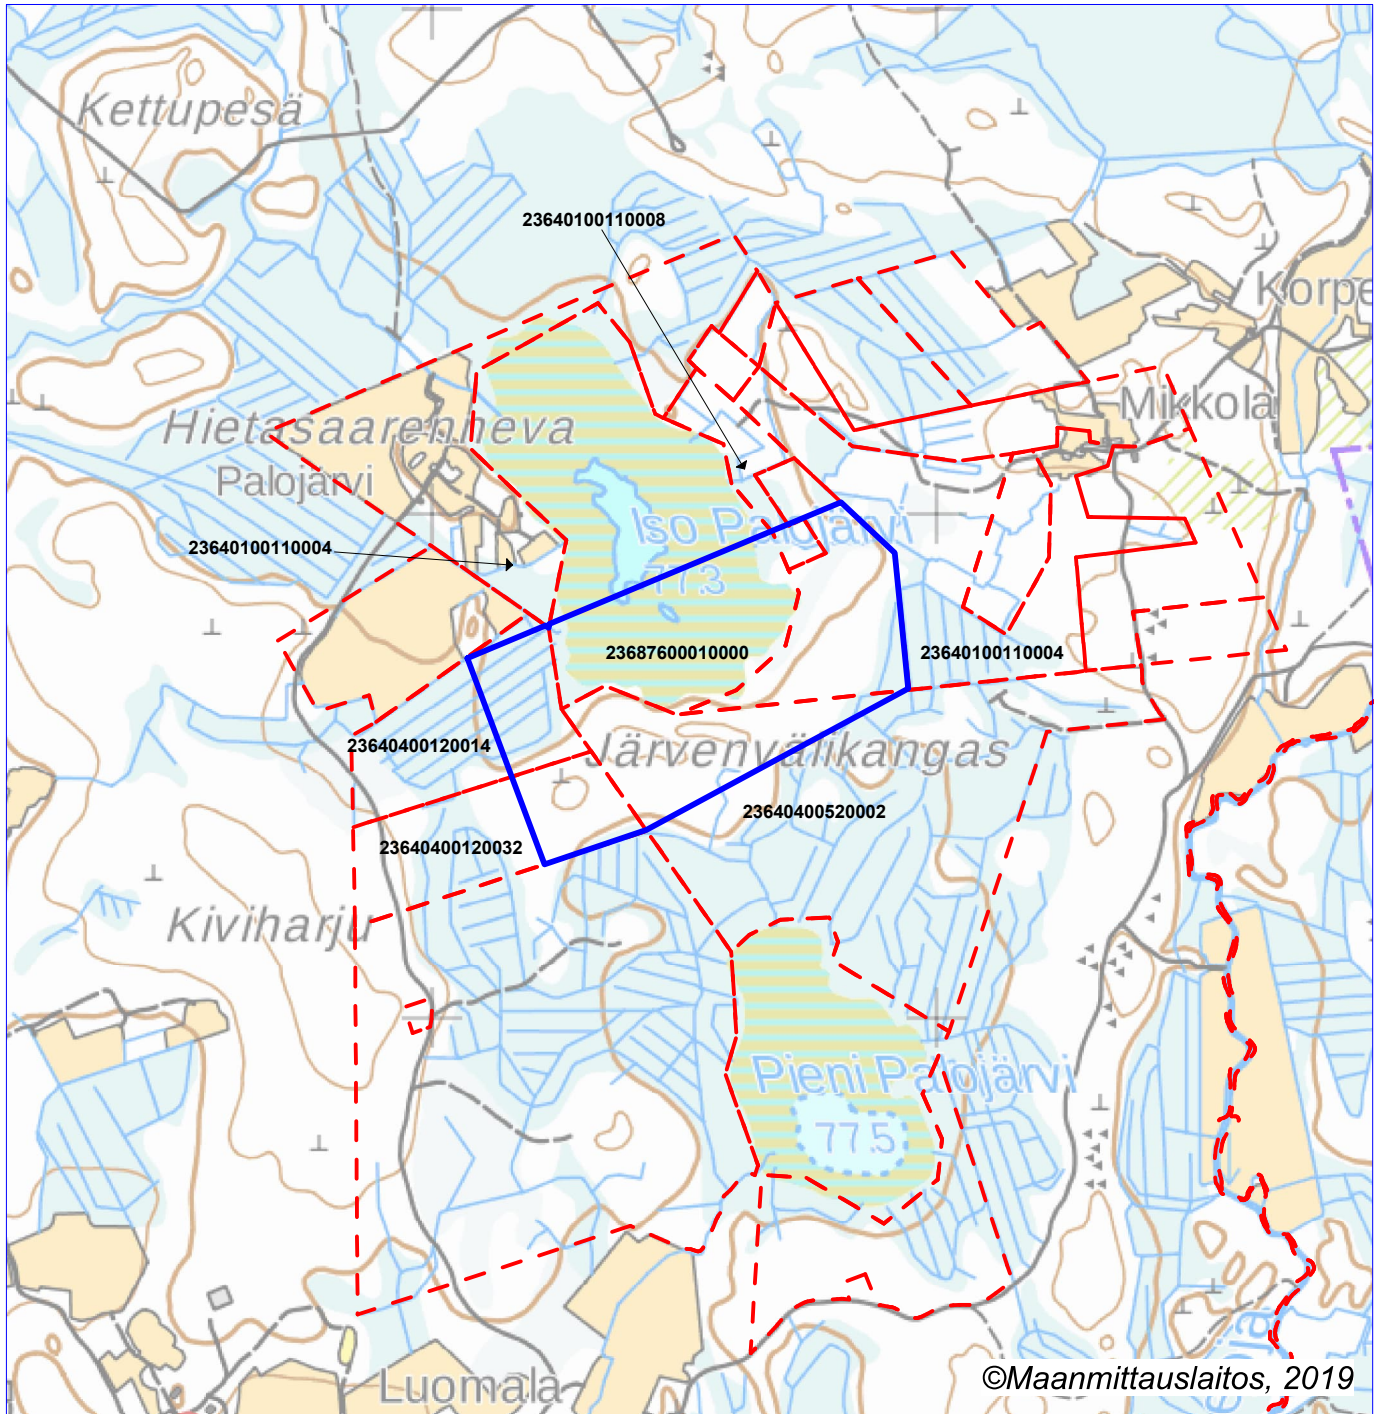 Kettupesä
23640100110008
Korpe
Mikkola
Hietasaarenneva
Palojärvi
Iso Palojärvi
23640100110004
77.3
23687600010000
23640100110004
23640400120014
Järvenvälikangas
23640400520002
23640400120032
Kiviharju
Pieni Palojärvi
77.5
Luomala
©Maanmittauslaitos, 2019